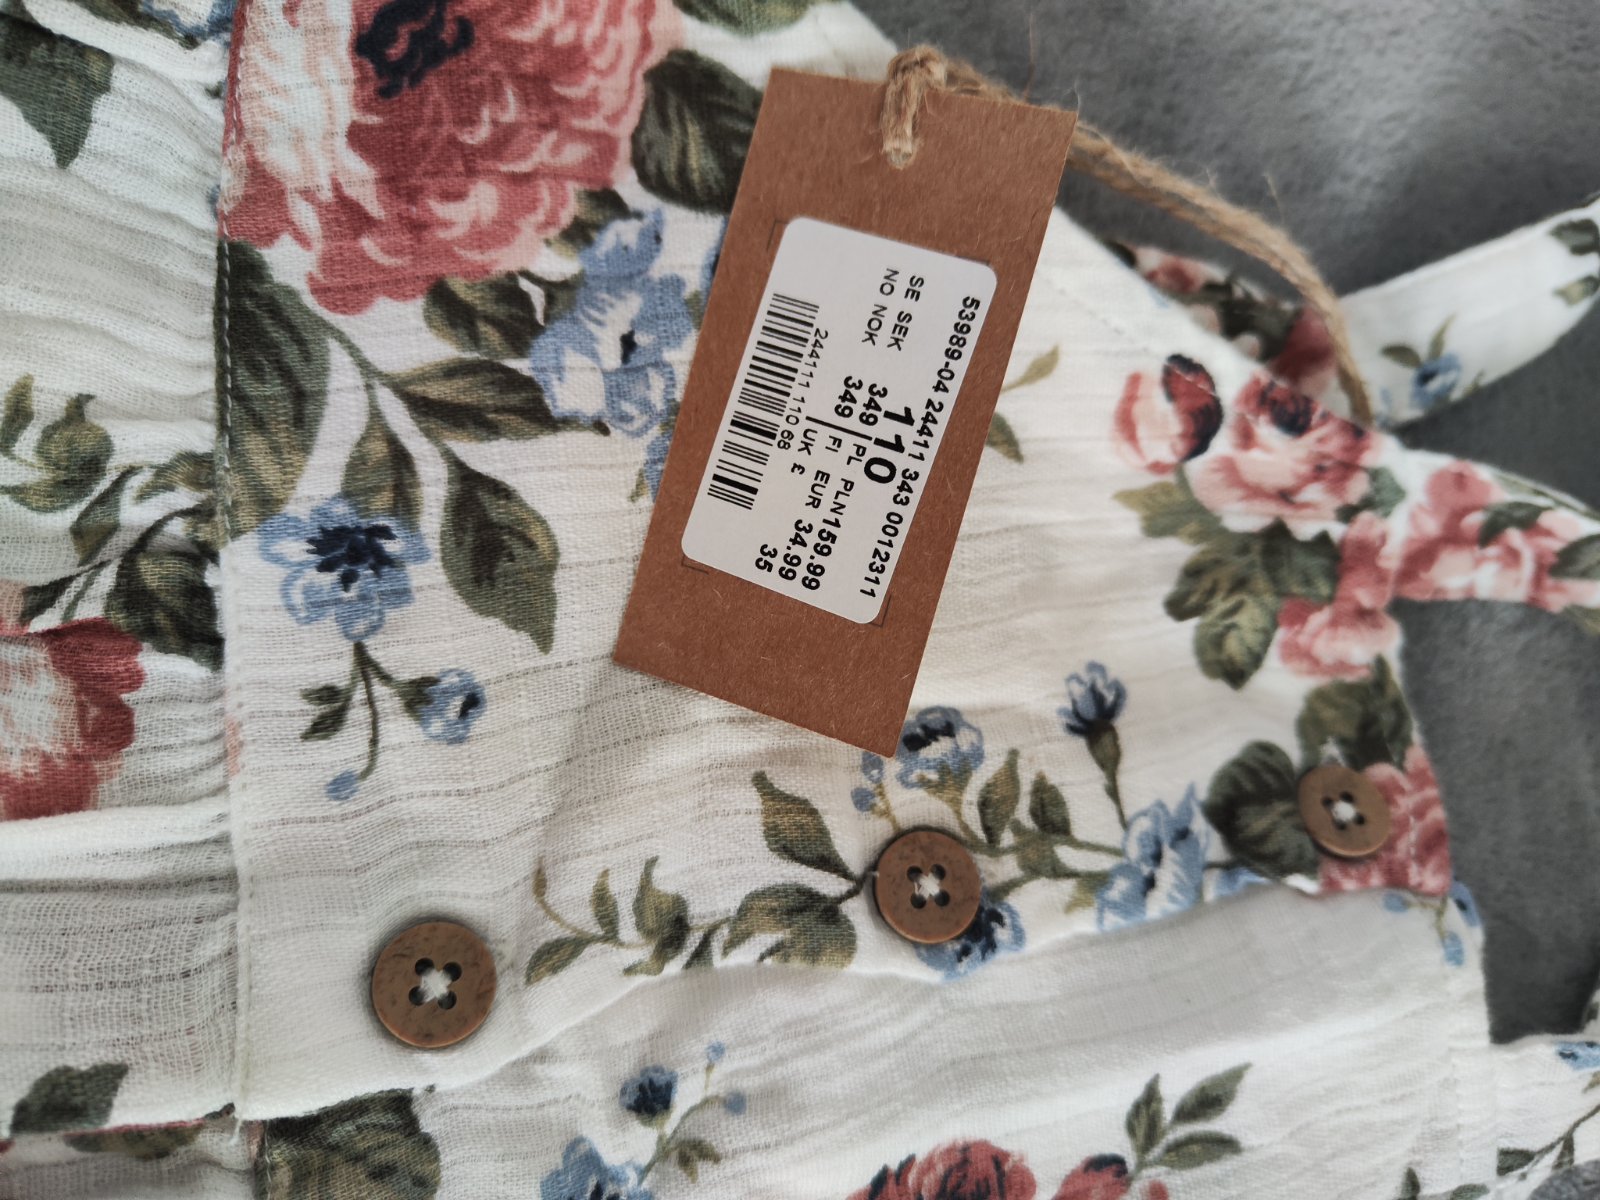 53989-04 24411 343 0012311
110
SE SEK 349 PL PLN 159.99
NO NOK 349 FI EUR 34.99
UK £ 35
244111 110 68